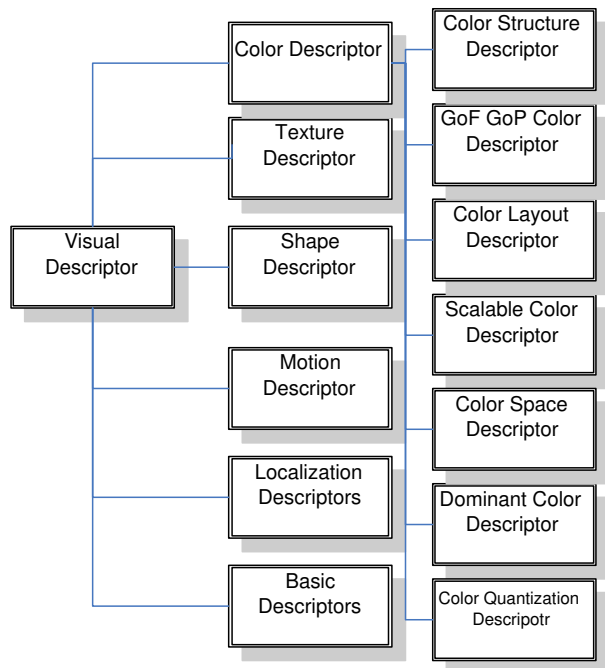 Visual
Descriptor
Color Descriptor
Texture
Descriptor
Shape
Descriptor
Motion
Descriptor
Localization
Descriptors
Basic
Descriptors
Color Structure
Descriptor
GoF GoP Color
Descriptor
Color Layout
Descriptor
Scalable Color
Descriptor
Color Space
Descriptor
Dominant Color
Descriptor
Color Quantization
Descripotr